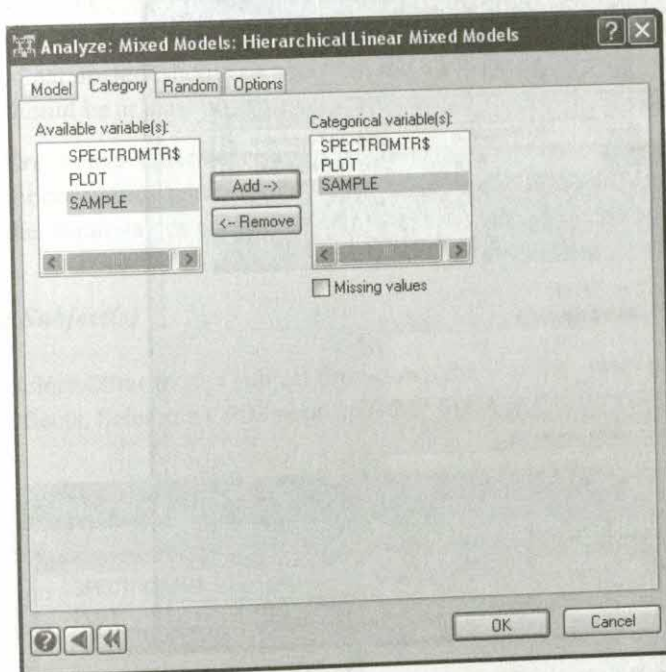 Analyze: Mixed Models: Hierarchical Linear Mixed Models
Model Category Random Options
Available variable(s):
SPECTROMTR$
PLOT
SAMPLE
Add ->
<- Remove
Categorical variable(s):
SPECTROMTR$
PLOT
SAMPLE
Missing values
OK Cancel